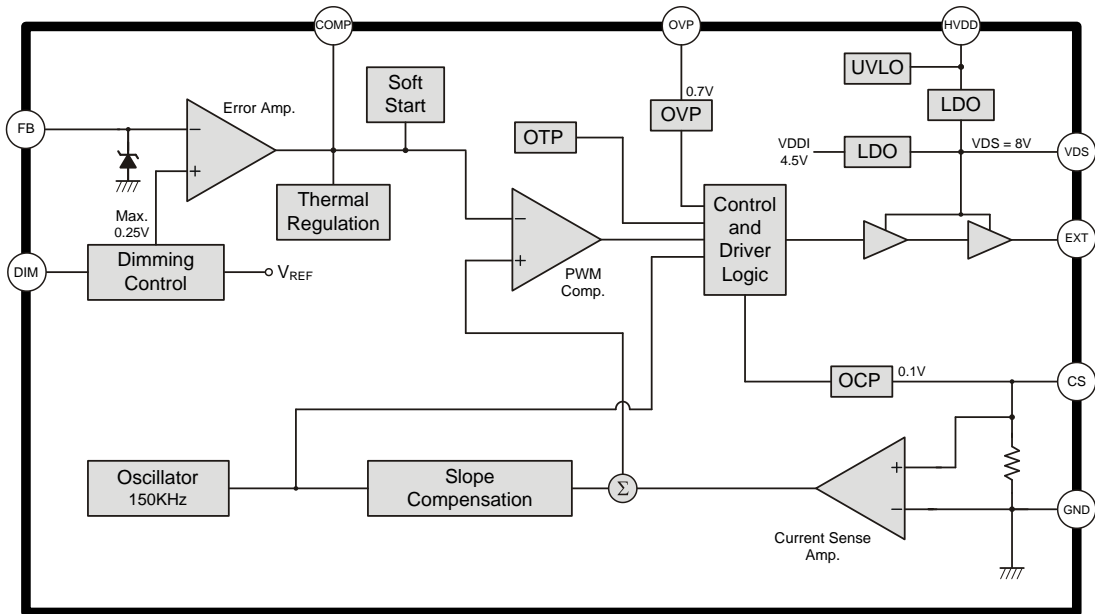 COMP
OVP
HVDD
UVLO
Soft
Start
Error Amp.
0.7V
LDO
FB
OVP
OTP
VDDI
4.5V
LDO
VDS = 8V
VDS
Thermal
Regulation
Control
and
Driver
Logic
Max.
0.25V
EXT
DIM
Dimming
Control
VREF
PWM
Comp.
OCP
0.1V
CS
Oscillator
150KHz
Slope
Compensation
Σ
GND
Current Sense
Amp.